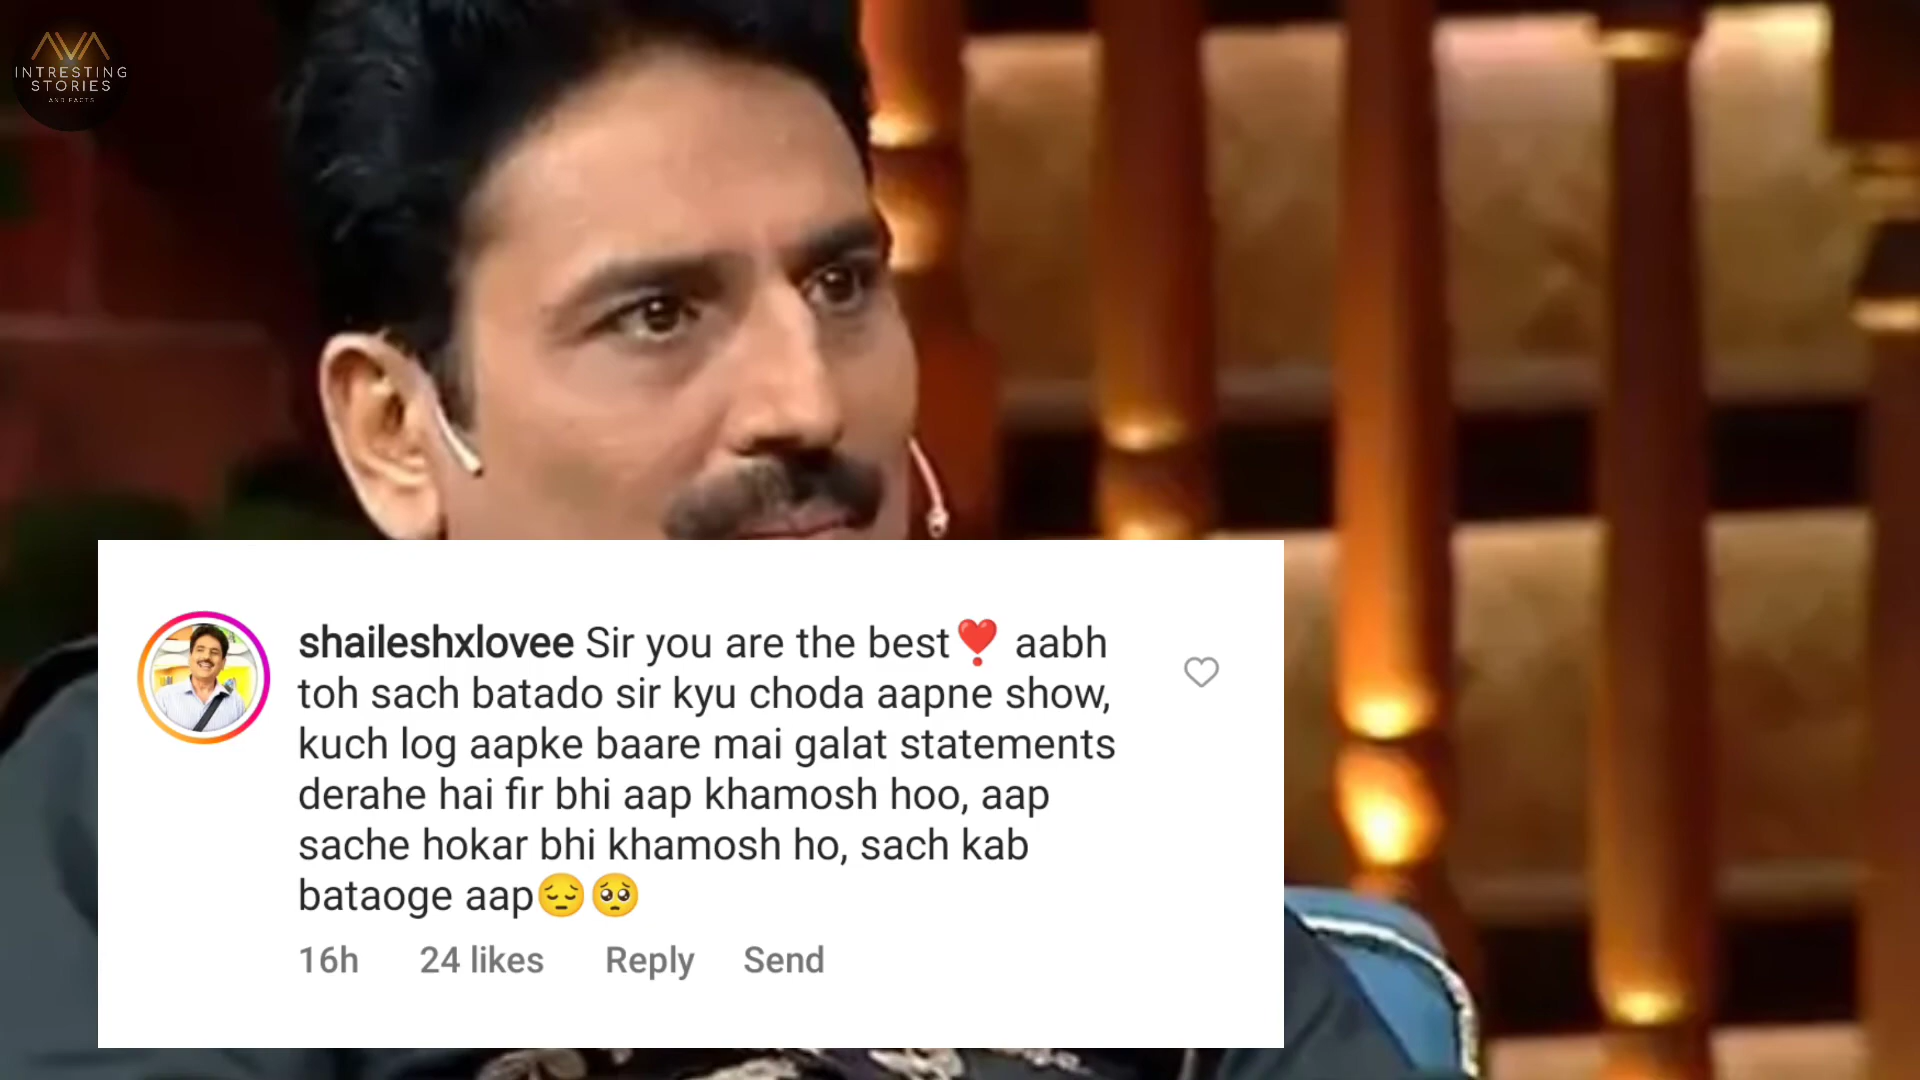 INTRESTING
STORIES
AND FACTS
shaileshxlovee Sir you are the best❣️ aabh
toh sach batado sir kyu choda aapne show,
kuch log aapke baare mai galat statements
derahe hai fir bhi aap khamosh hoo, aap
sache hokar bhi khamosh ho, sach kab
bataoge aap😔🥺
16h 24 likes Reply Send